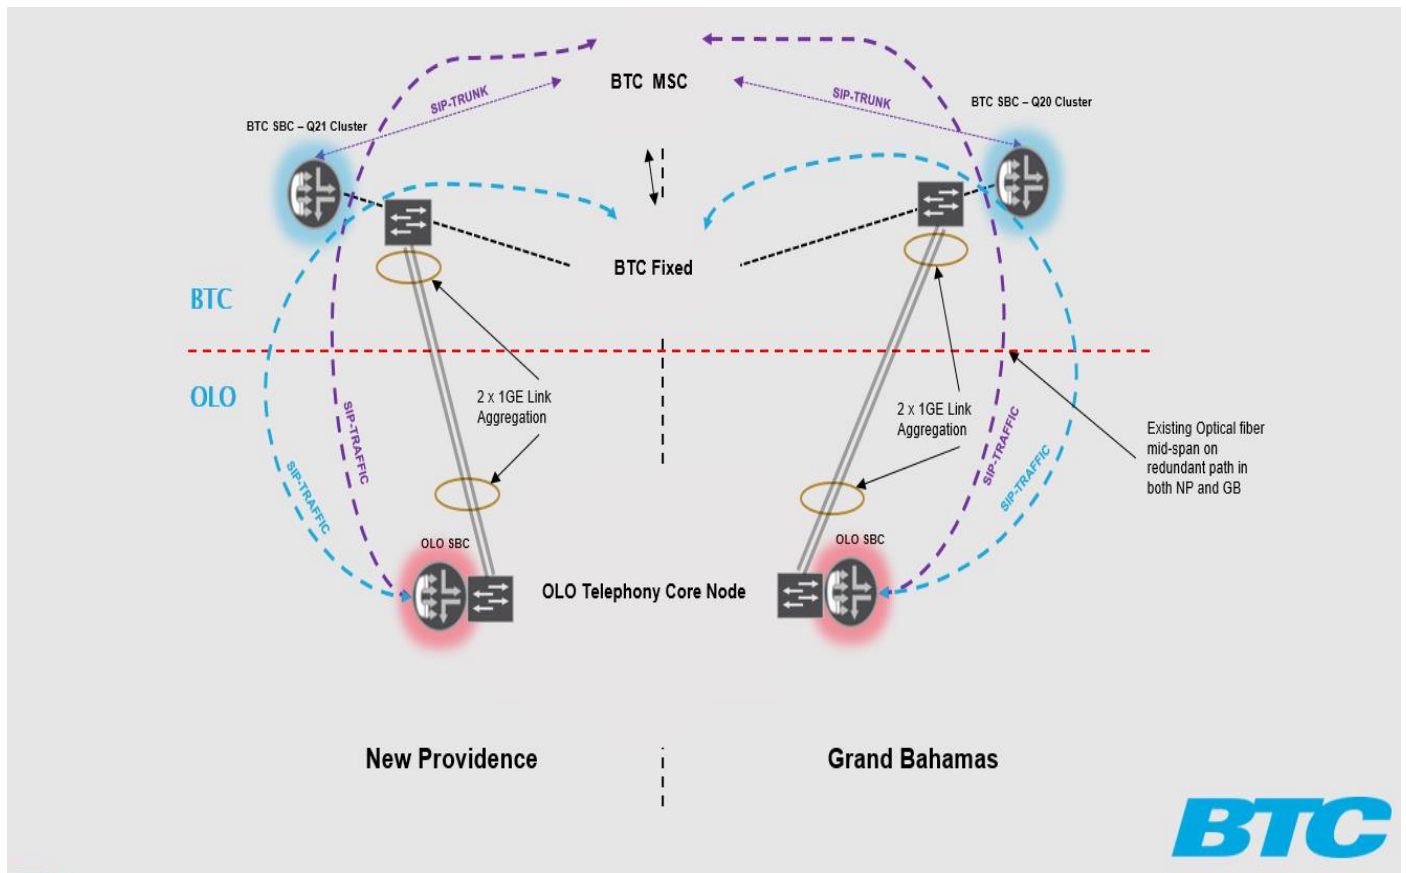 BTC MSC
SIP-TRUNK
SIP-TRUNK
BTC SBC – Q21 Cluster
BTC SBC – Q20 Cluster
BTC Fixed
BTC
OLO
2 x 1GE Link
Aggregation
2 x 1GE Link
Aggregation
SIP-TRAFFIC
SIP-TRAFFIC
SIP-TRAFFIC
SIP-TRAFFIC
Existing Optical fiber
mid-span on
redundant path in
both NP and GB
OLO SBC
OLO SBC
OLO Telephony Core Node
New Providence
Grand Bahamas
BTC